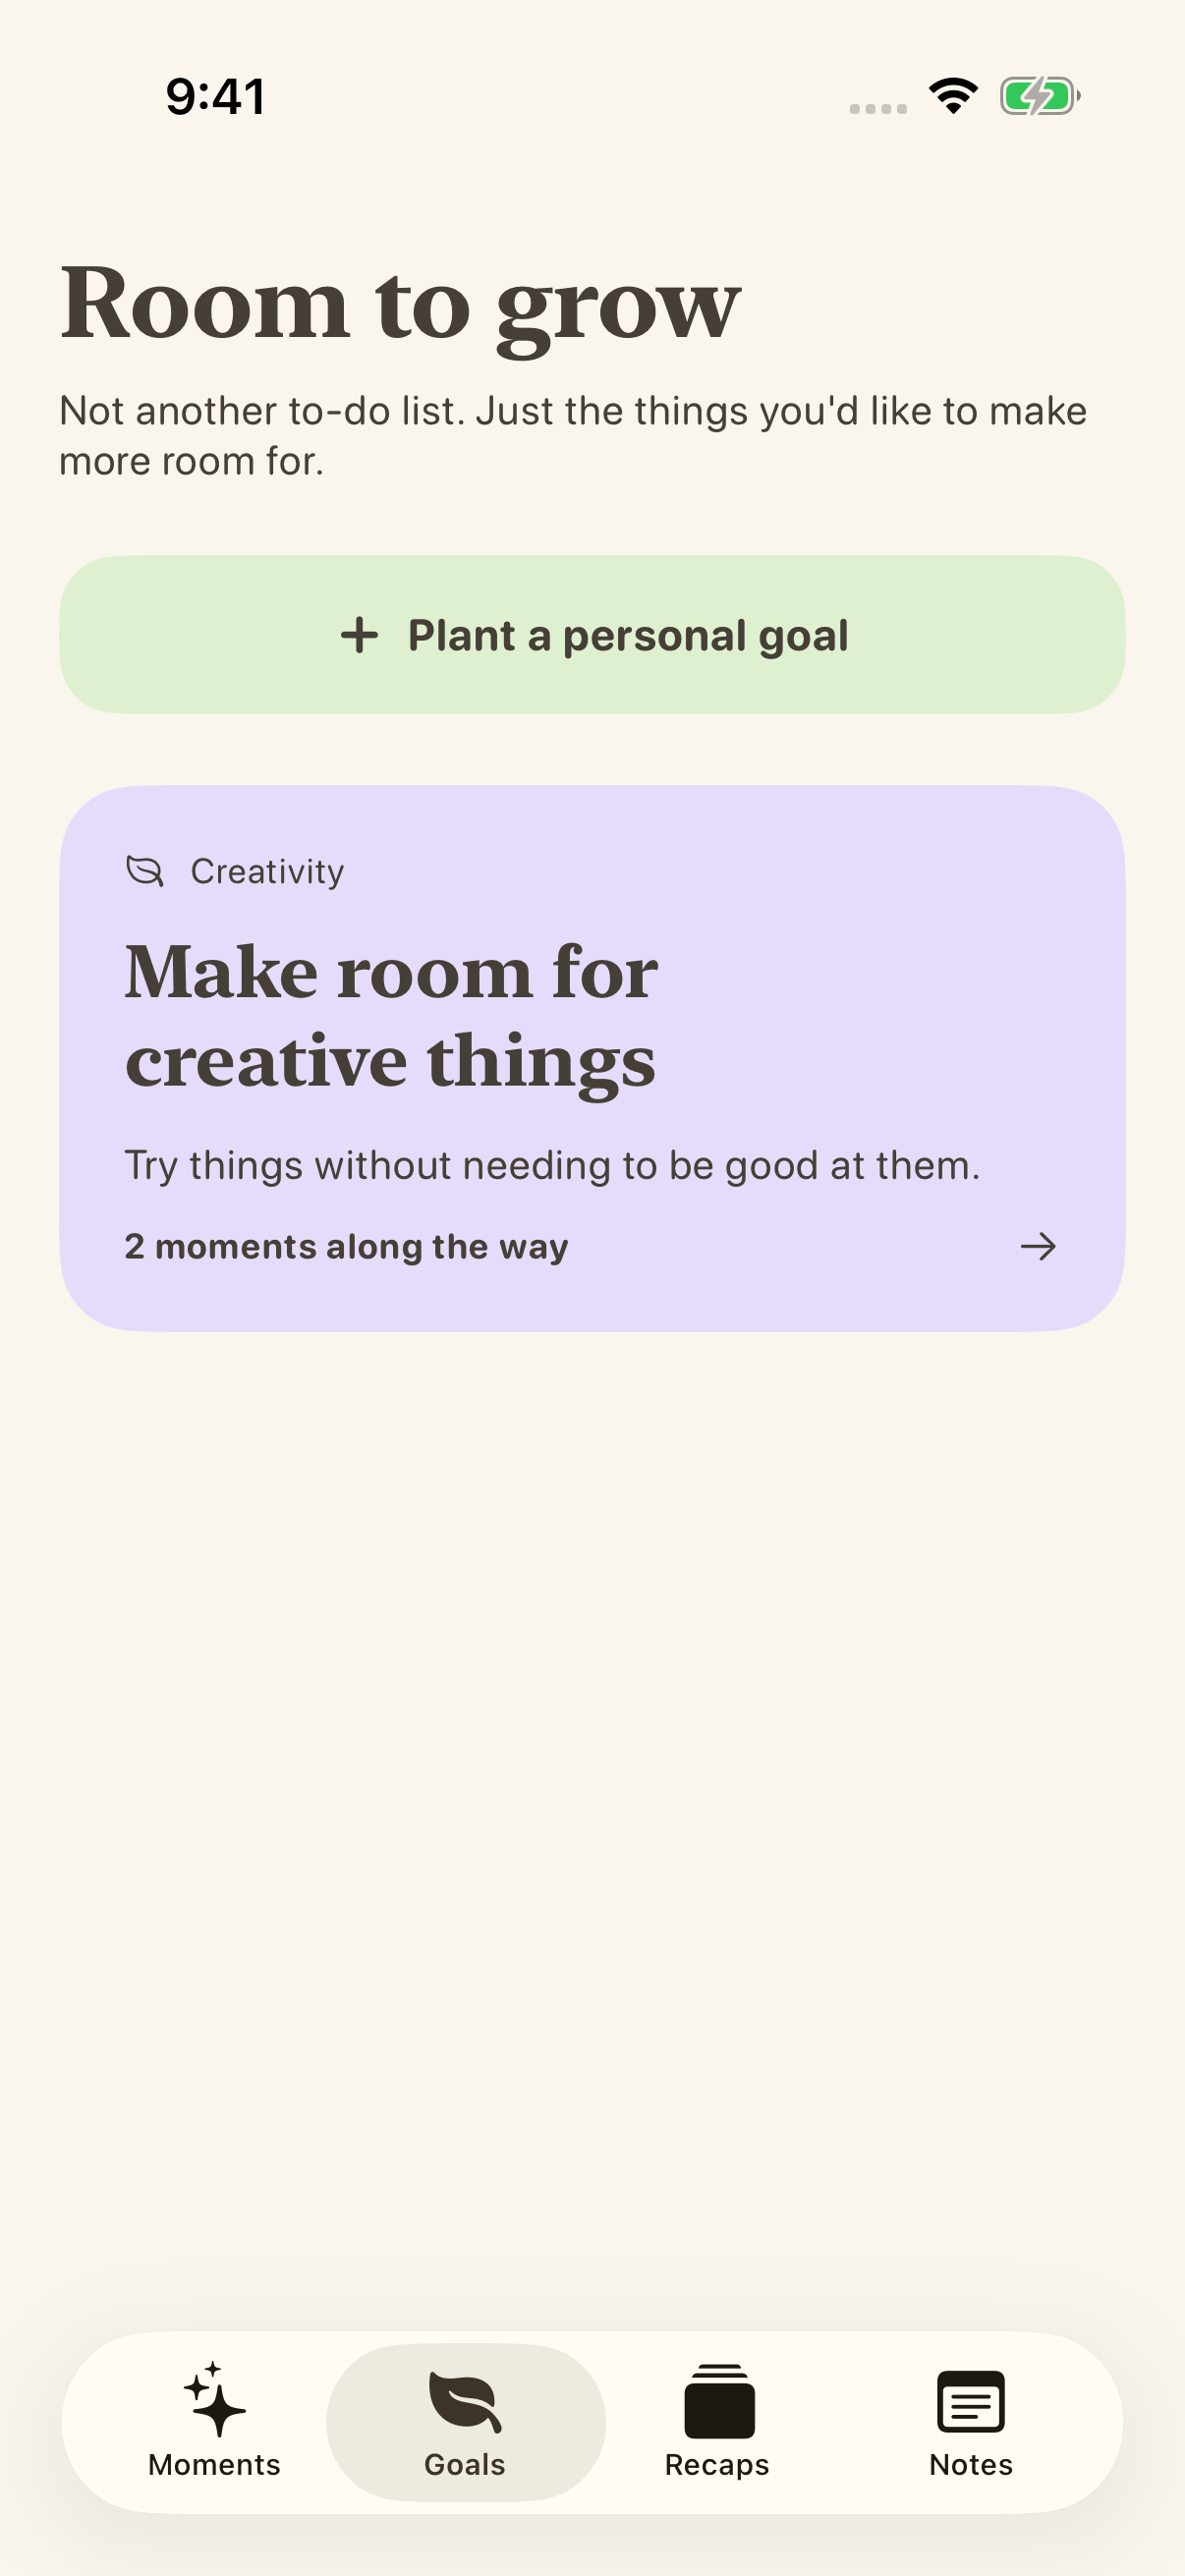 9:41
Room to grow
Not another to-do list. Just the things you'd like to make
more room for.
+ Plant a personal goal
Creativity
Make room for
creative things
Try things without needing to be good at them.
2 moments along the way
Moments
Goals
Recaps
Notes